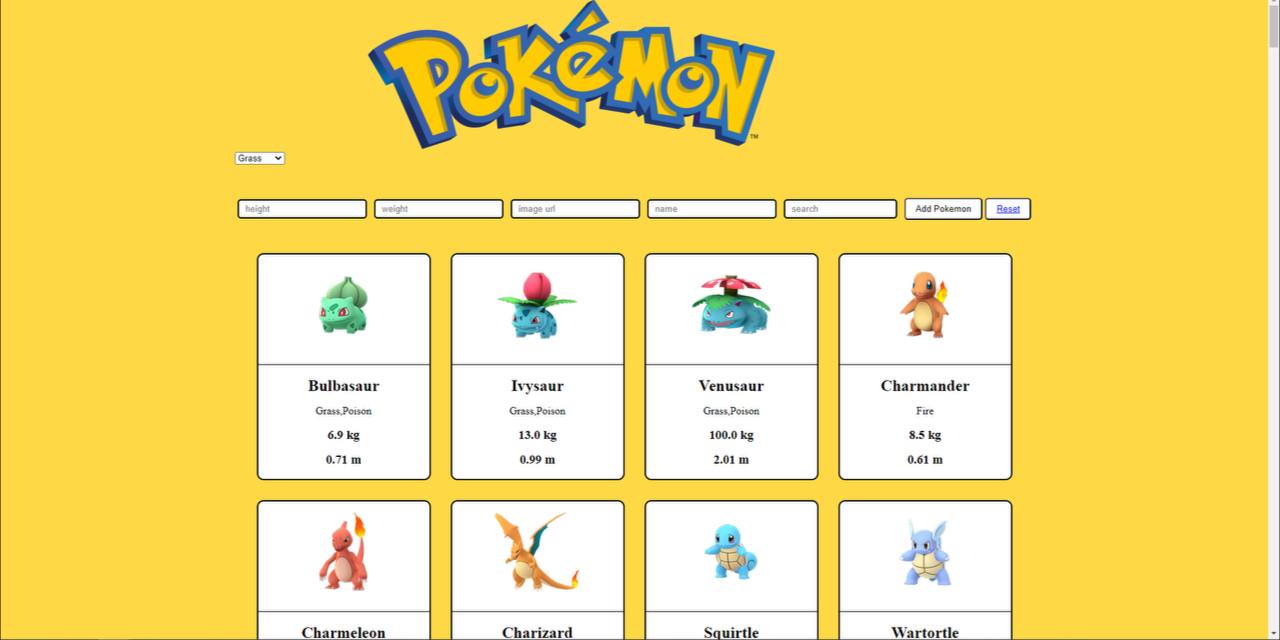 POKéMON
TM
Grass
height weight image url name search Add Pokemon Reset
Bulbasaur Ivysaur Venusaur Charmander
Grass,Poison Grass,Poison Grass,Poison Fire
6.9 kg 13.0 kg 100.0 kg 8.5 kg
0.71 m 0.99 m 2.01 m 0.61 m
Charmeleon Charizard Squirtle Wartortle